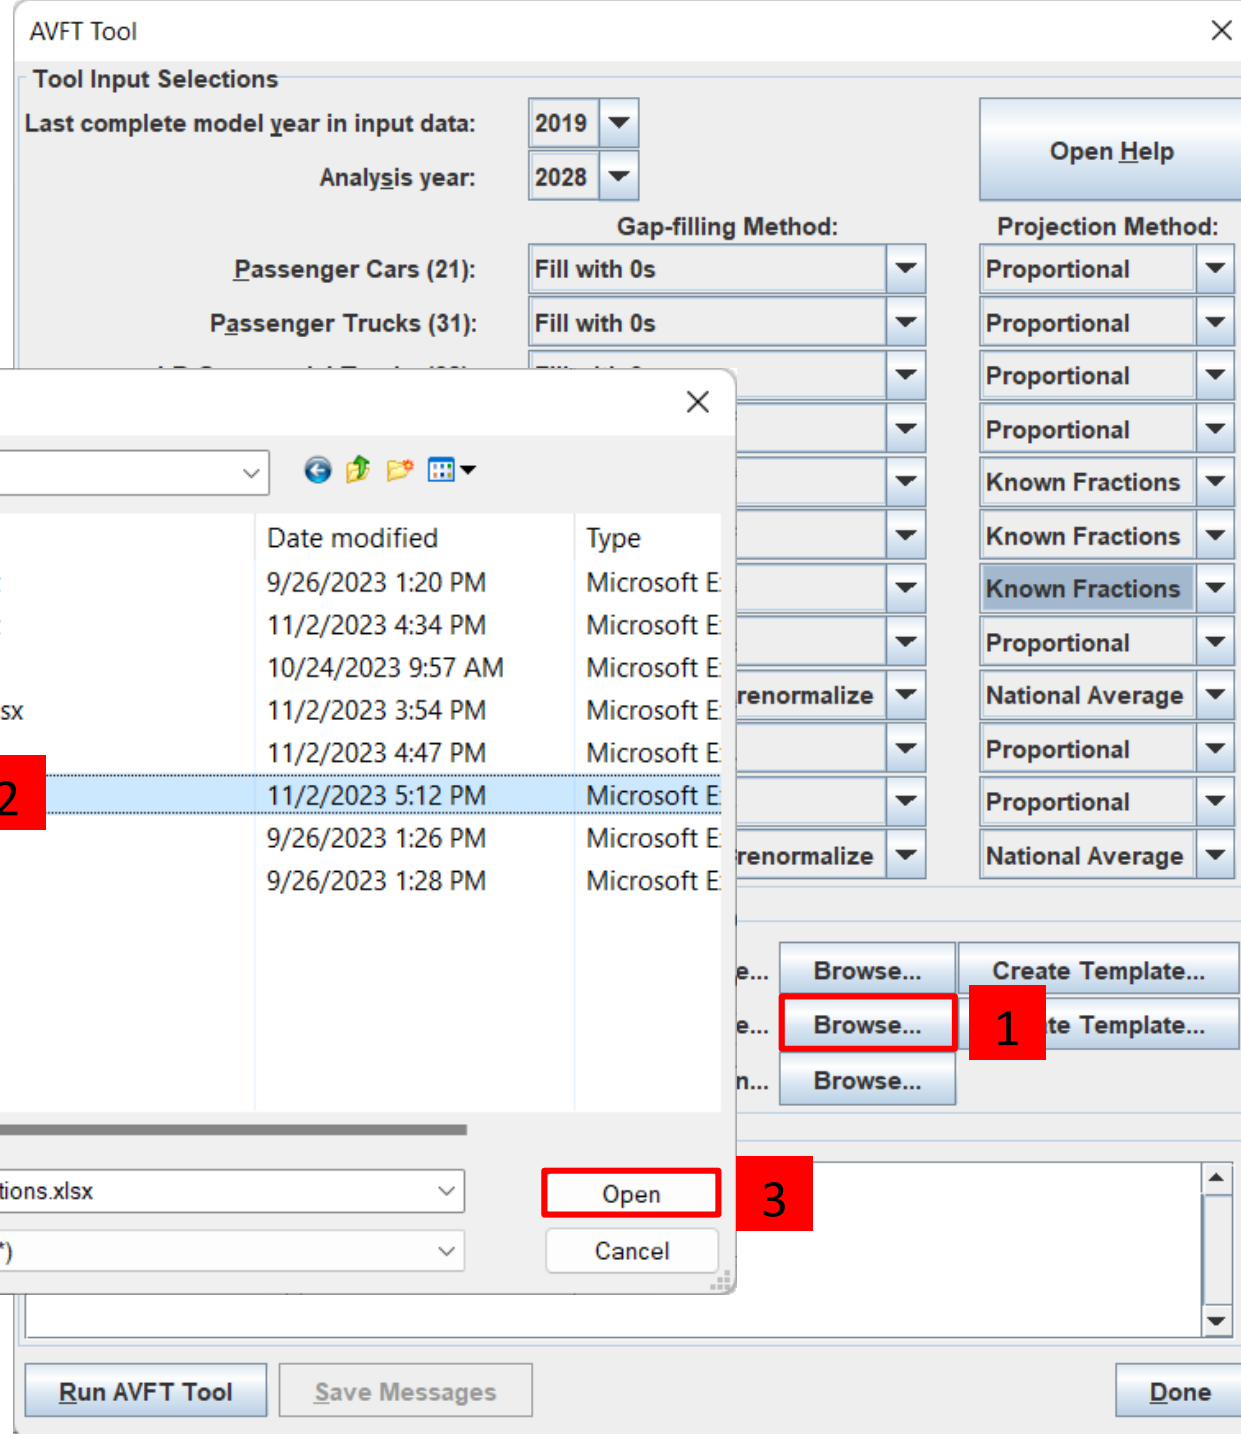 AVFT Tool
Tool Input Selections
Last complete model year in input data: 2019
Open Help
Analysis year: 2028
Gap-filling Method: Projection Method:
Passenger Cars (21): Fill with 0s Proportional
Passenger Trucks (31): Fill with 0s Proportional
Proportional
Proportional
Known Fractions
Known Fractions
Known Fractions
Proportional
renormalize National Average
Proportional
Proportional
renormalize National Average
Date modified Type
9/26/2023 1:20 PM Microsoft E
11/2/2023 4:34 PM Microsoft E
10/24/2023 9:57 AM Microsoft E
sx 11/2/2023 3:54 PM Microsoft E
11/2/2023 4:47 PM Microsoft E
2 11/2/2023 5:12 PM Microsoft E
9/26/2023 1:26 PM Microsoft E
9/26/2023 1:28 PM Microsoft E
e... Browse... Create Template...
e... Browse... 1 te Template...
n... Browse...
tions.xlsx Open 3
*) Cancel
Run AVFT Tool Save Messages Done